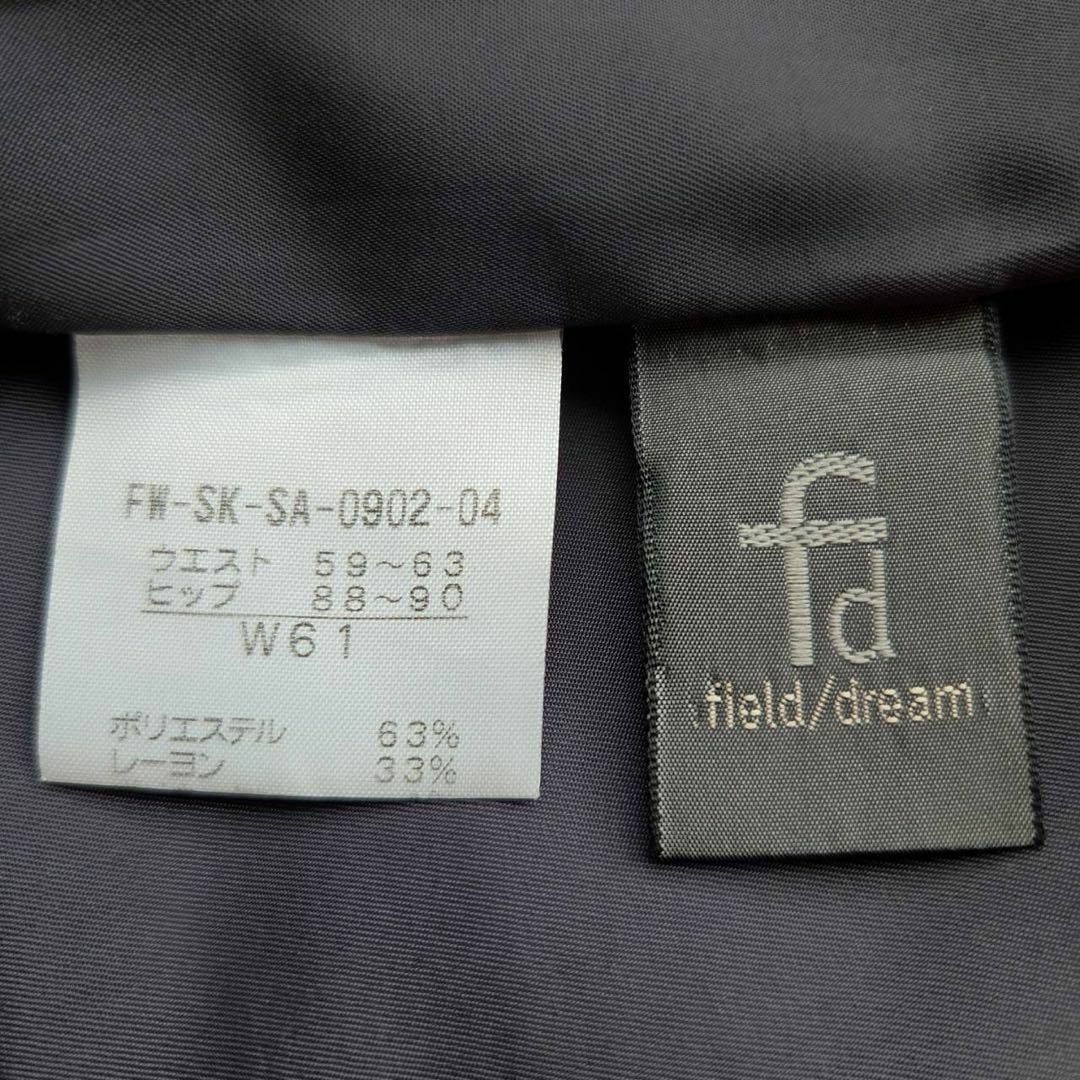 FW-SK-SA-0902-04
ウエスト 59～63
ヒップ 88～90
W61
ポリエステル 63%
レーヨン 33%
fd
field/dream